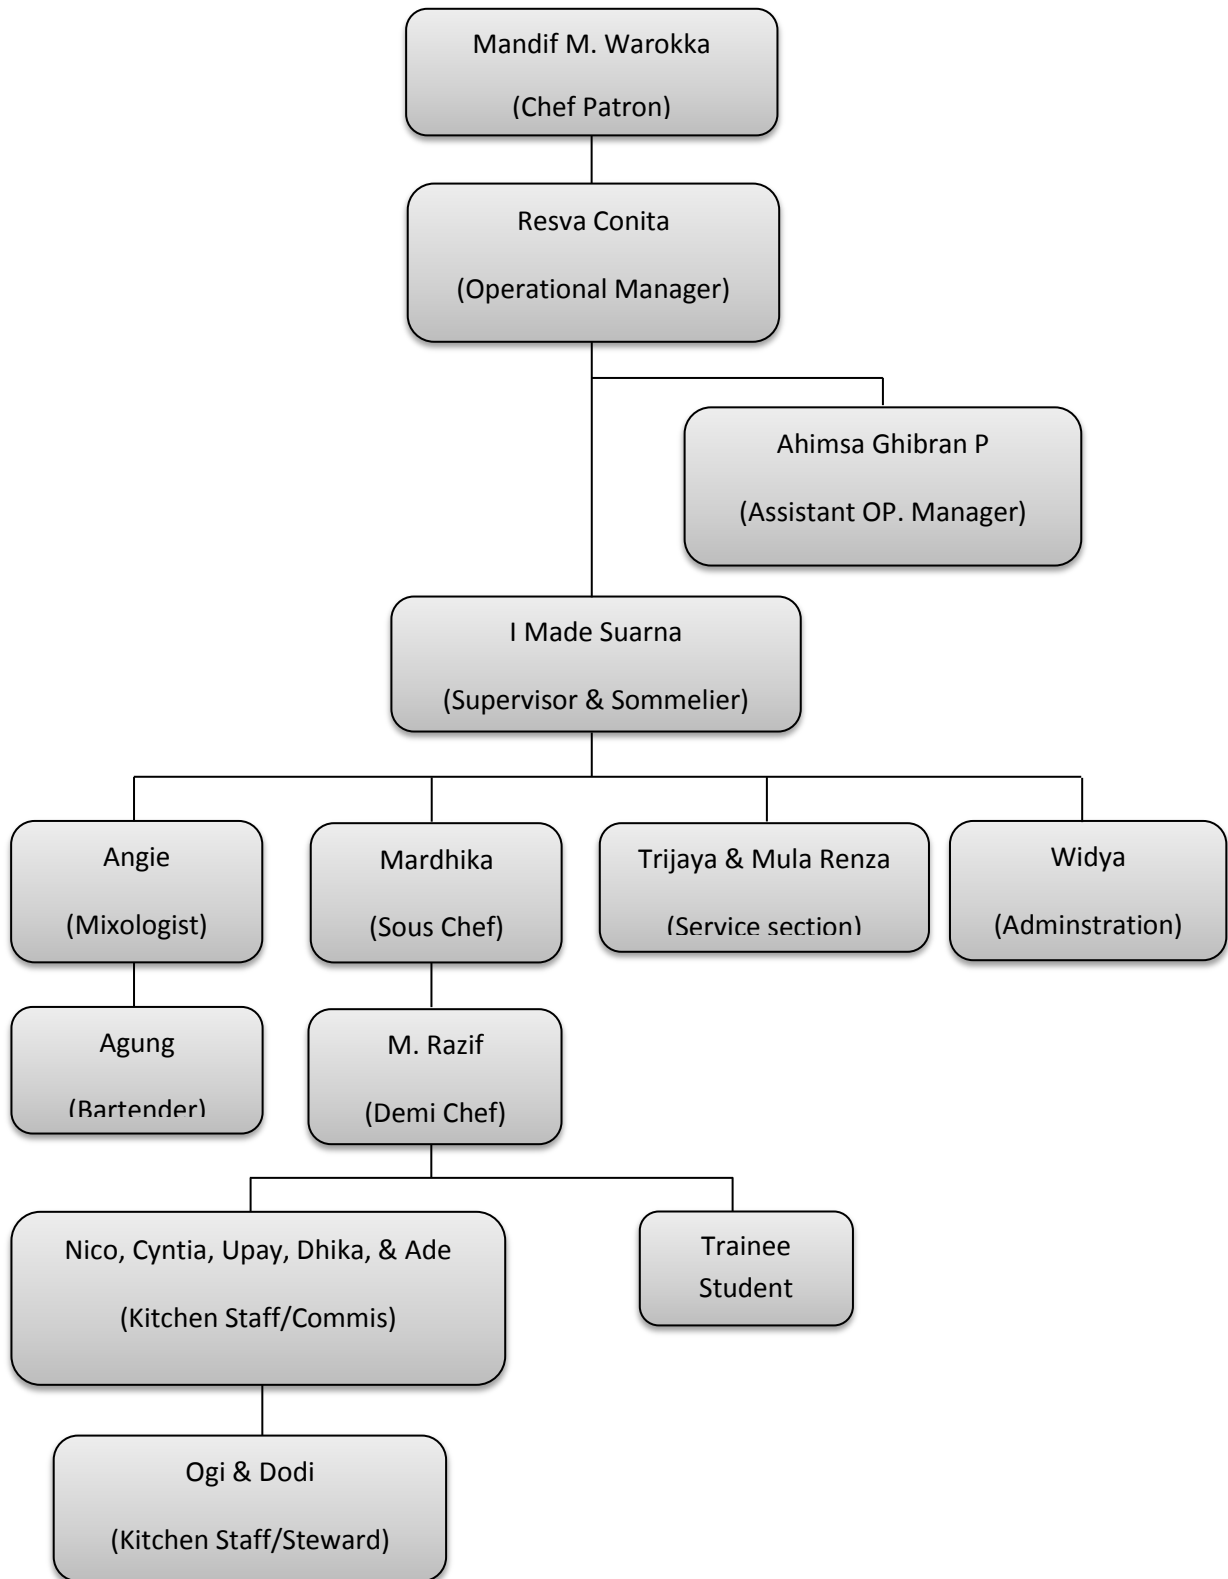 Mandif M. Warokka
(Chef Patron)
Resva Conita
(Operational Manager)
Ahimsa Ghibran P
(Assistant OP. Manager)
I Made Suarna
(Supervisor & Sommelier)
Angie
(Mixologist)
Mardhika
(Sous Chef)
Trijaya & Mula Renza
(Service section)
Widya
(Adminstration)
Agung
(Bartender)
M. Razif
(Demi Chef)
Nico, Cyntia, Upay, Dhika, & Ade
(Kitchen Staff/Commis)
Trainee
Student
Ogi & Dodi
(Kitchen Staff/Steward)